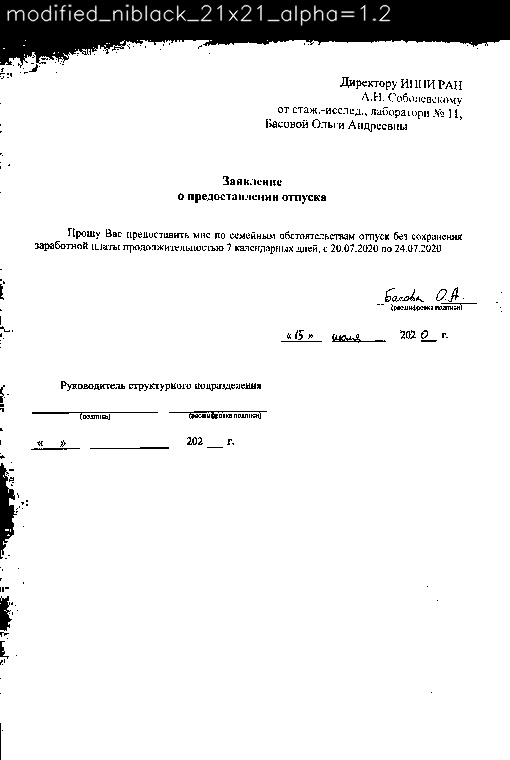 modified_niblack_21x21_alpha=1.2
Директору ИППИ РАН
А.Н. Соболевскому
от стаж.-исслед., лаборатори № 11,
Басовой Ольги Андреевны
Заявление
о предоставлении отпуска
Прошу Вас предоставить мне по семейным обстоятельствам отпуск без сохранения
заработной платы продолжительностью 7 календарных дней, с 20.07.2020 по 24.07.2020
Басова О.А.
(расшифровка подписи)
« 15 » июля 2020 г.
Руководитель структурного подразделения
(подпись) (расшифровка подписи)
« » 202 г.